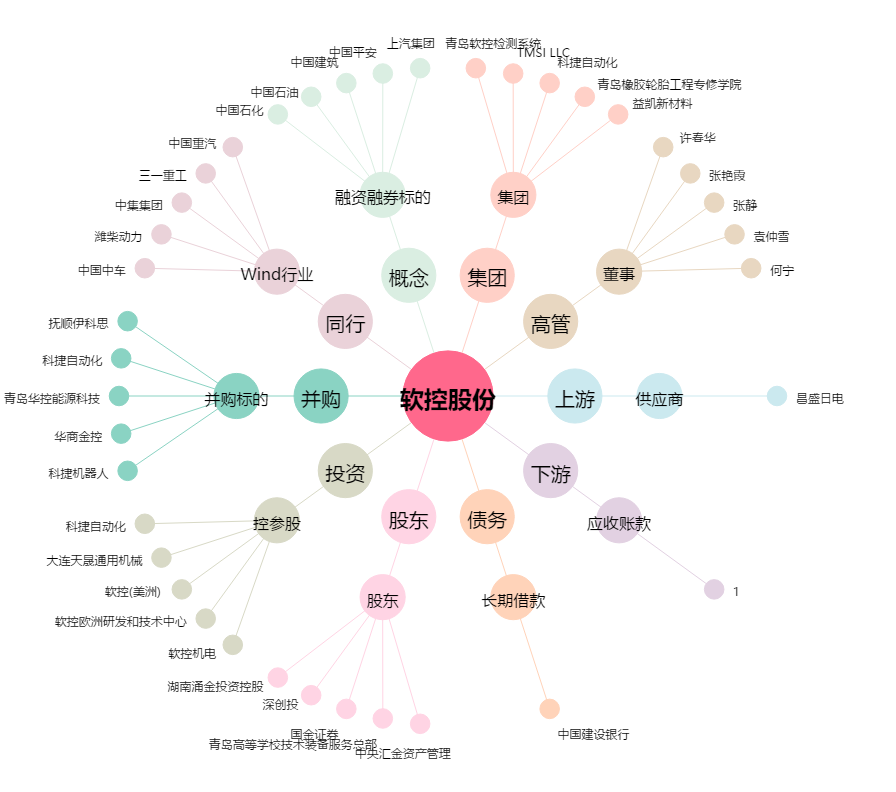 上汽集团
中国平安
中国建筑
中国石油
中国石化
融资融券标的
概念
青岛软控检测系统
TMSI LLC
科捷自动化
青岛橡胶轮胎工程专修学院
益凯新材料
集团
集团
许春华
张艳霞
张静
袁仲雪
何宁
董事
高管
中国重汽
三一重工
中集集团
潍柴动力
中国中车
Wind行业
同行
抚顺伊科思
科捷自动化
青岛华控能源科技
华商金控
科捷机器人
并购标的
并购
软控股份
上游
供应商
昌盛日电
投资
控参股
科捷自动化
大连天晟通用机械
软控(美洲)
软控欧洲研发和技术中心
软控机电
下游
应收账款
1
股东
股东
湖南涌金投资控股
深创投
国金证券
青岛高等学校技术装备服务总部
中央汇金资产管理
债务
长期借款
中国建设银行